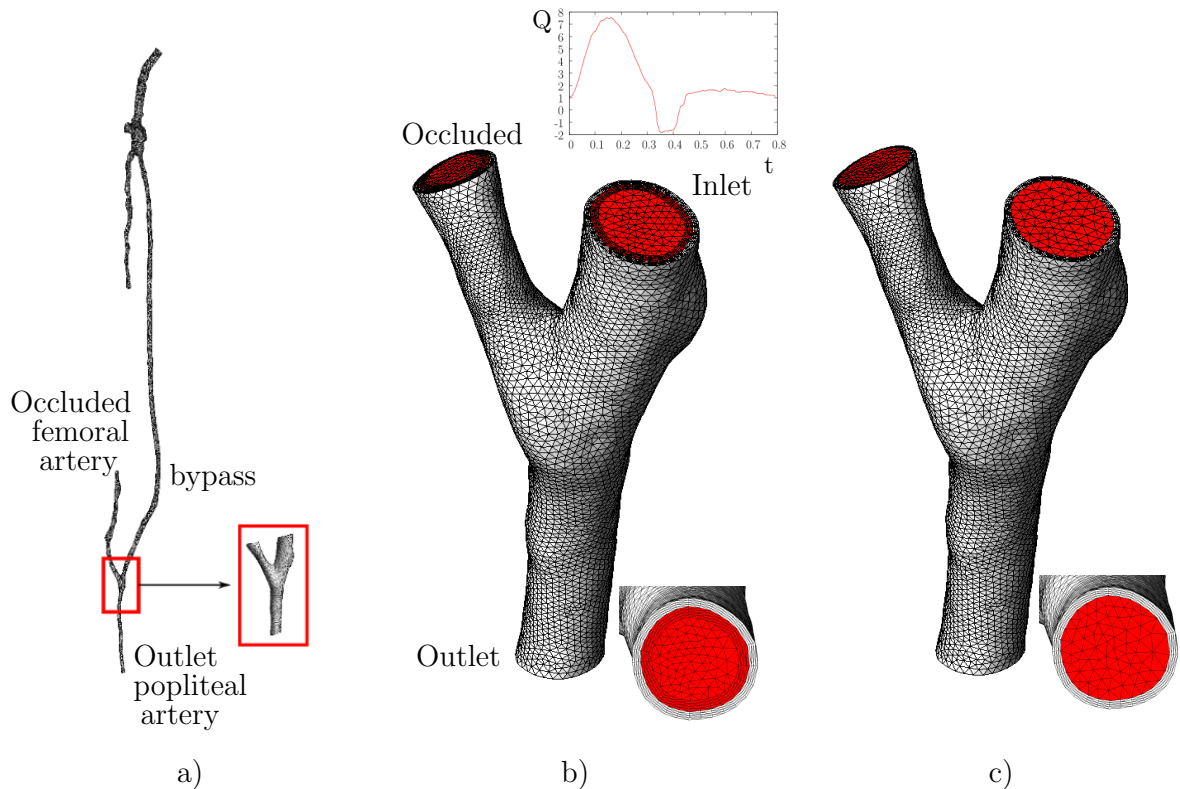 Q
8
7
6
5
4
3
2
1
0
-1
-2
0 0.1 0.2 0.3 0.4 0.5 0.6 0.7 0.8
t
Occluded
Inlet
Occluded
femoral
artery
bypass
Outlet
popliteal
artery
Outlet
a)
b)
c)